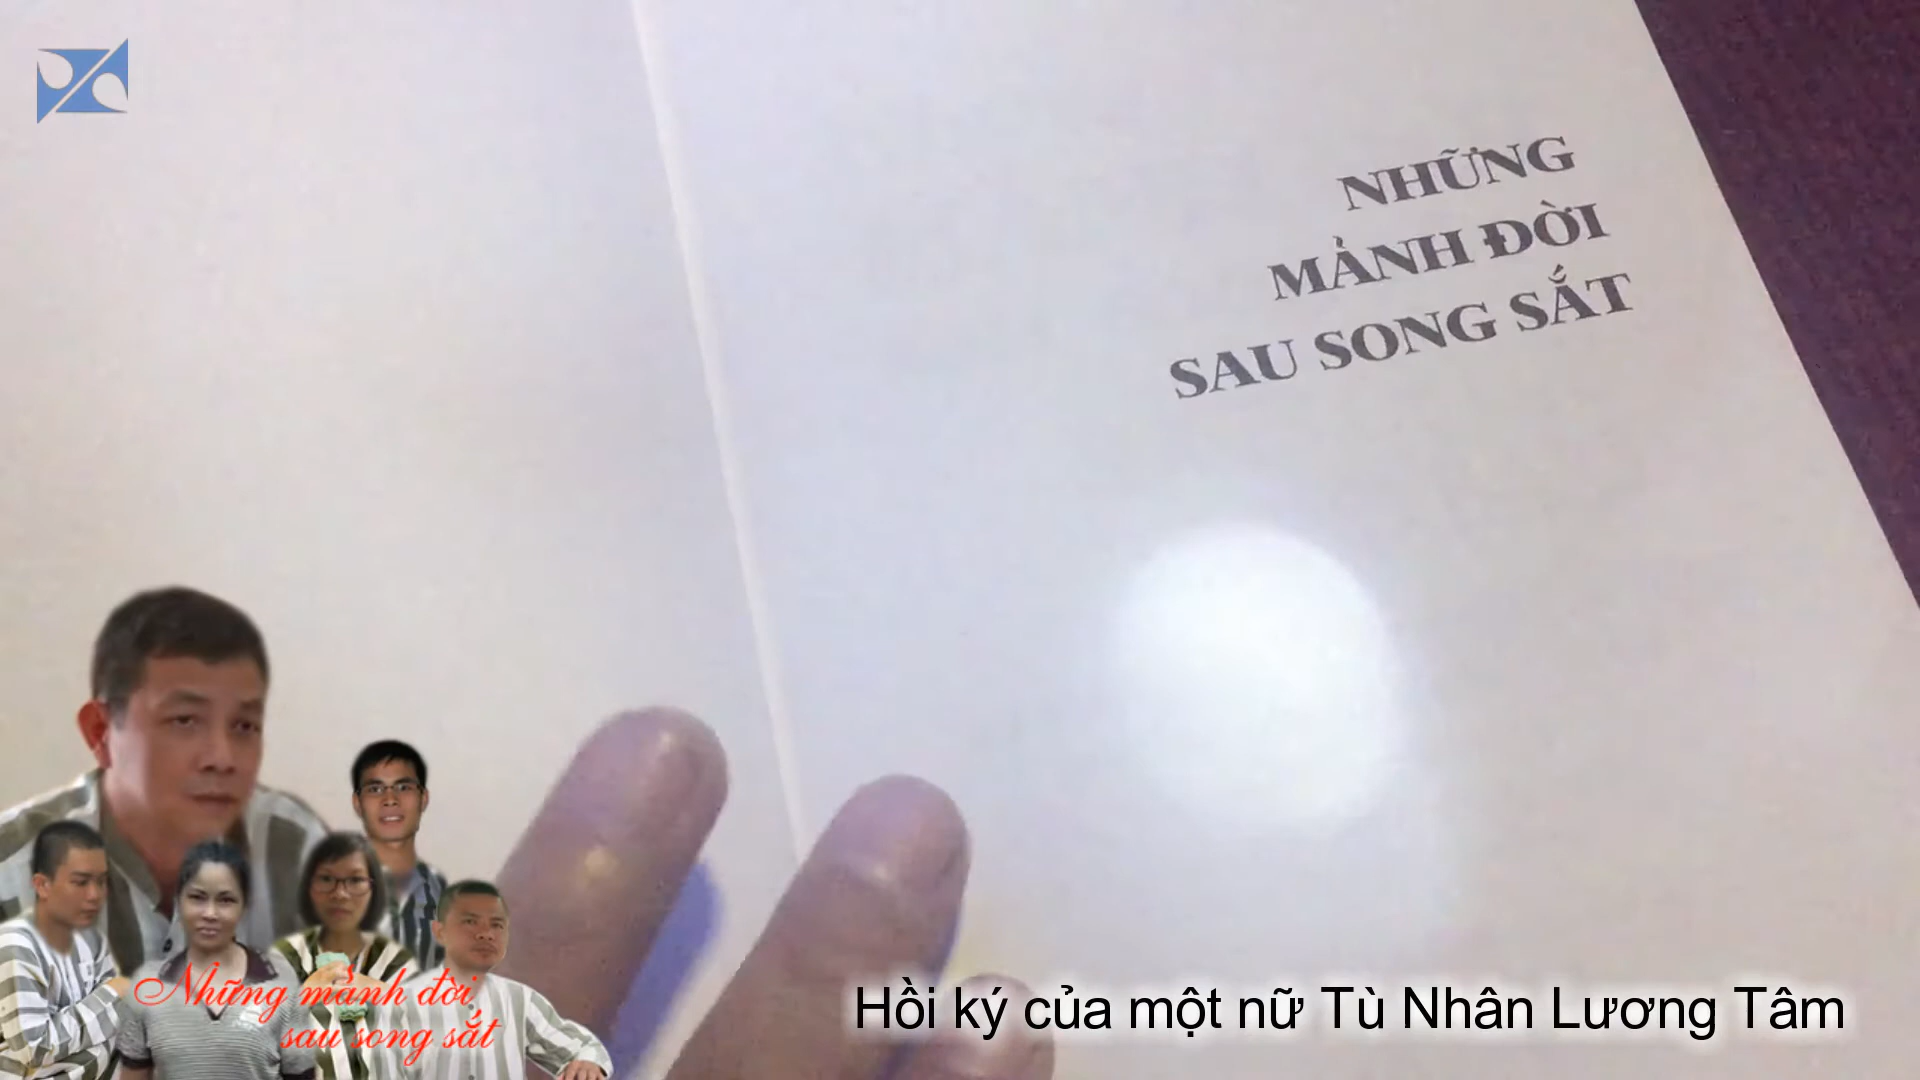 NHỮNG
MẢNH ĐỜI
SAU SONG SẮT
Những mảnh đời
sau song sắt
Hồi ký của một nữ Tù Nhân Lương Tâm